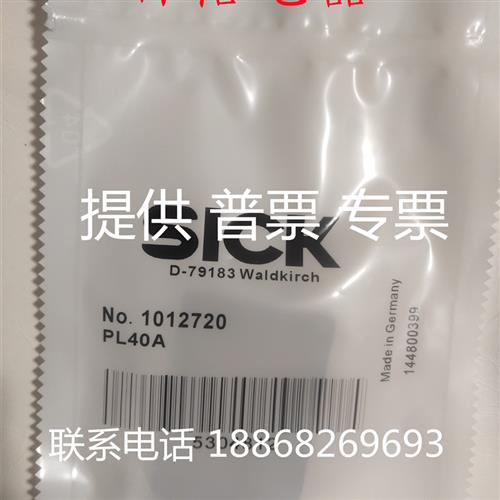 提供 普票 专票
SICK
D-79183 Waldkirch
No. 1012720
PL40A
Made in Germany
144800399
04
联系电话 18868269693